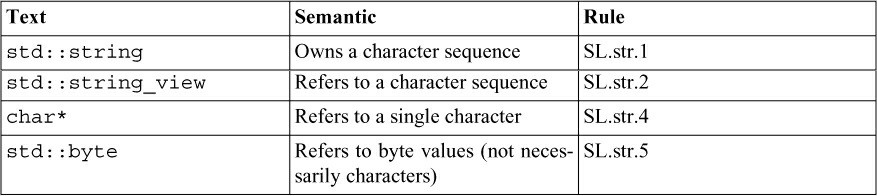 Text Semantic Rule
std::string Owns a character sequence SL.str.1
std::string_view Refers to a character sequence SL.str.2
char* Refers to a single character SL.str.4
std::byte Refers to byte values (not neces- SL.str.5
sarily characters)